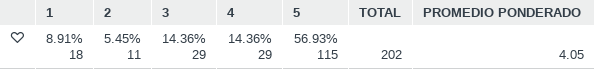 1 2 3 4 5 TOTAL PROMEDIO PONDERADO
8.91% 5.45% 14.36% 14.36% 56.93%
18 11 29 29 115 202 4.05